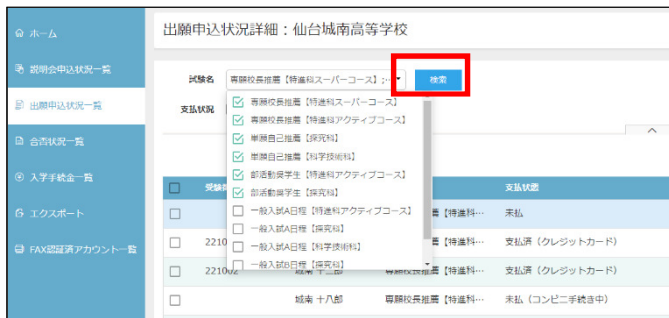 出願申込状況詳細：仙台城南高等学校
ホーム
説明会申込状況一覧
出願申込状況一覧
合否状況一覧
入学手続金一覧
エクスポート
FAX認証済アカウント一覧
試験名 専願校長推薦【特進科スーパーコース】;… 検索
支払状況
専願校長推薦【特進科スーパーコース】
専願校長推薦【特進科アクティブコース】
単願自己推薦【探究科】
単願自己推薦【科学技術科】
部活動奨学生【特進科アクティブコース】
部活動奨学生【探究科】
一般入試A日程【特進科アクティブコース】
一般入試A日程【探究科】
一般入試A日程【科学技術科】
一般入試B日程【探究科】
受験 支払状態
薦【特進科… 未払
2210 薦【特進科… 支払済（クレジットカード）
221002 城南 十二郎 専願校長推薦【特進科… 支払済（クレジットカード）
城南 十八郎 専願校長推薦【特進科… 未払（コンビニ手続き中）